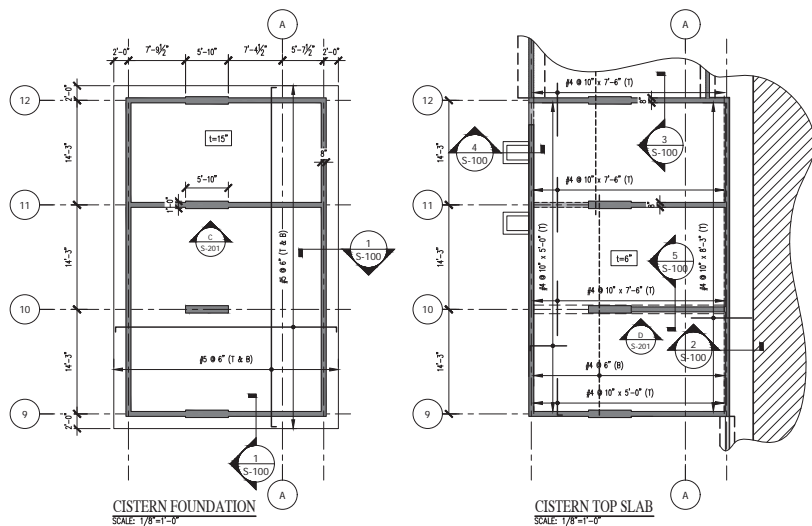 A
A
2'-0"
7'-9½"
5'-10"
7'-4½"
5'-7½"
2'-0"
12
2'-0"
t=15"
14'-3"
8"
5'-10"
11
1'-0"
C
S-201
1
S-100
#5 @ 6" (T & B)
14'-3"
10
14'-3"
#5 @ 6" (T & B)
9
2'-0"
1
S-100
A
CISTERN FOUNDATION
SCALE: 1/8"=1'-0"
#4 @ 10" x 7'-6" (T)
12
8"
3
S-100
4
S-100
14'-3"
#4 @ 10" x 7'-6" (T)
11
8"
#4 @ 10" x 5'-0" (T)
t=6"
5
S-100
#4 @ 10" x 8'-3" (T)
14'-3"
#4 @ 10" x 7'-6" (T)
10
D
S-201
2
S-100
14'-3"
#4 @ 6" (B)
#4 @ 10" x 5'-0" (T)
9
A
CISTERN TOP SLAB
SCALE: 1/8"=1'-0"